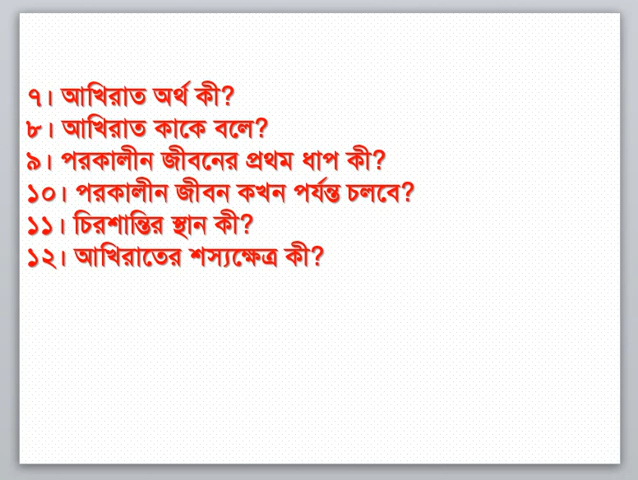 ৭। আখিরাত অর্থ কী?
৮। আখিরাত কাকে বলে?
৯। পরকালীন জীবনের প্রথম ধাপ কী?
১০। পরকালীন জীবন কখন পর্যন্ত চলবে?
১১। চিরশান্তির স্থান কী?
১২। আখিরাতের শস্যক্ষেত্র কী?